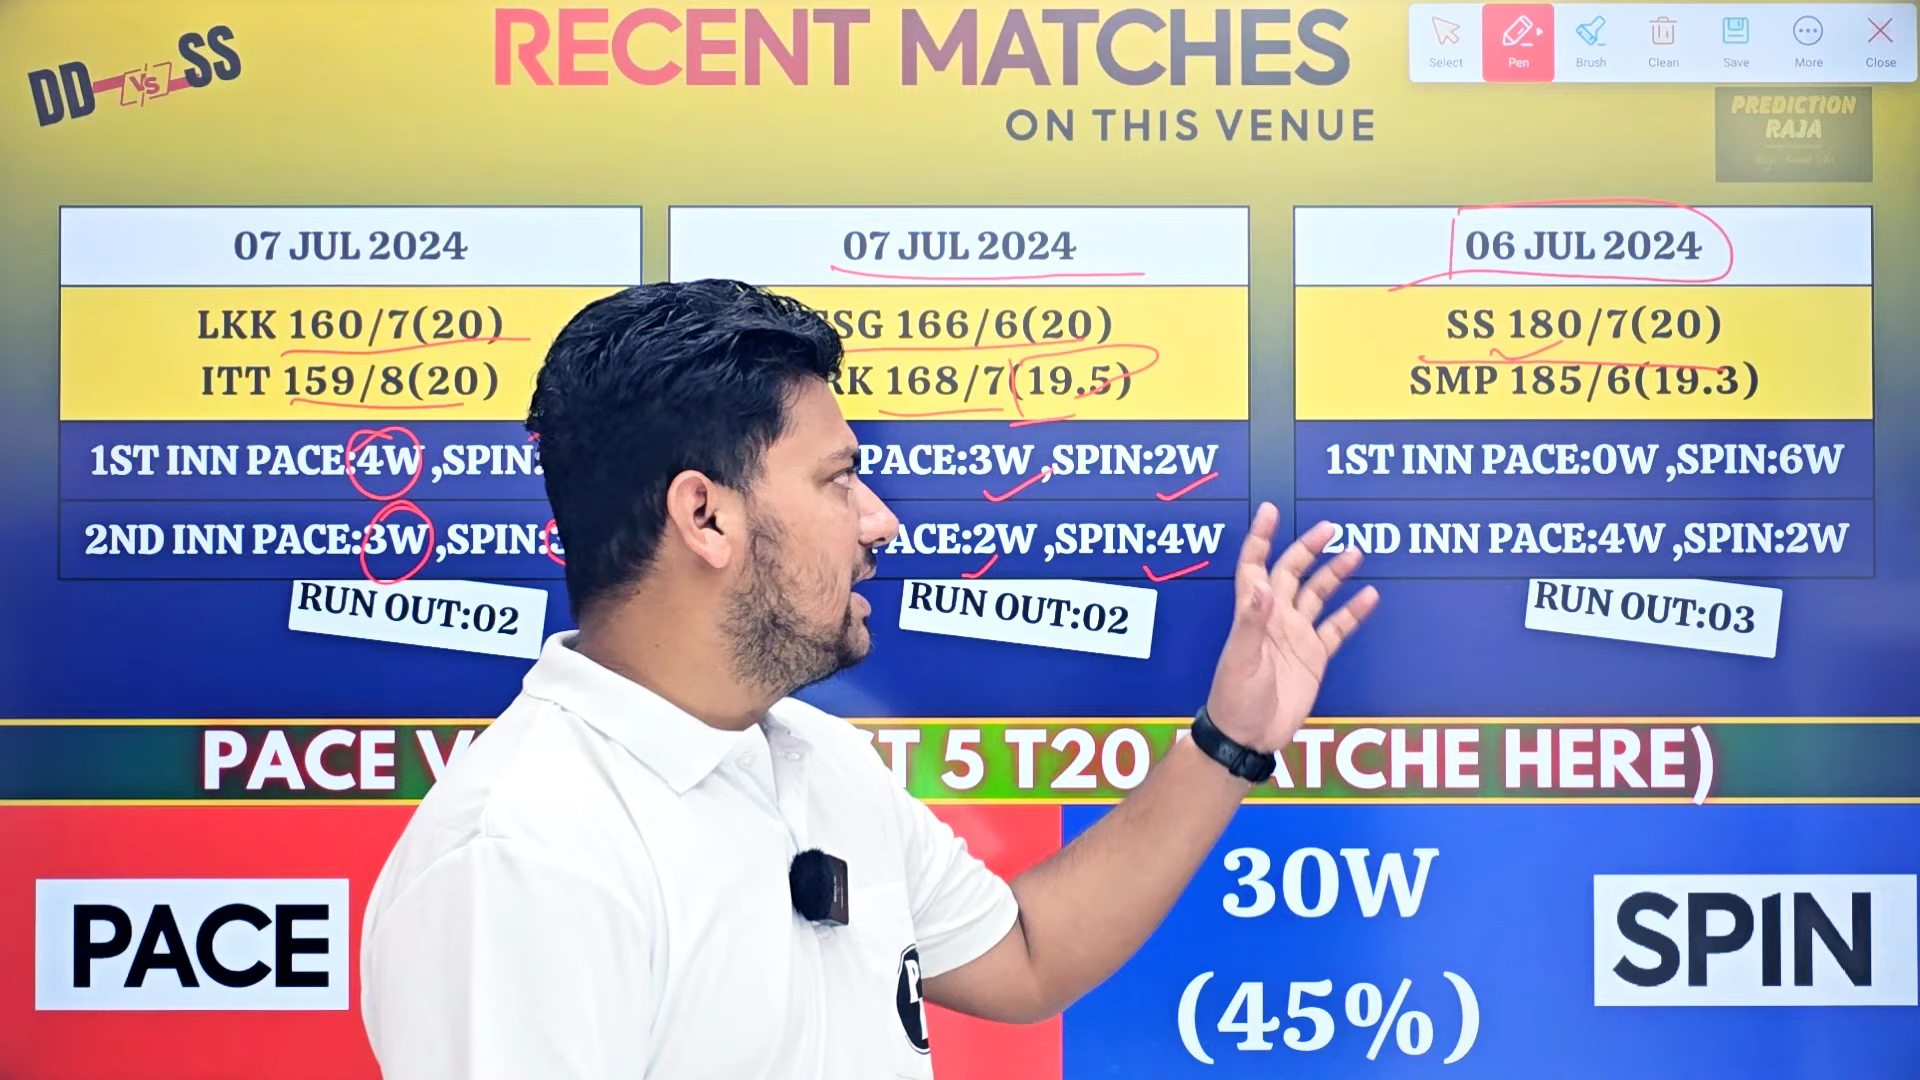 DD VS SS
RECENT MATCHES
ON THIS VENUE
Select Pen Brush Clean Save More Close
PREDICTION
RAJA
07 JUL 2024
LKK 160/7(20)
ITT 159/8(20)
1ST INN PACE:4W ,SPIN:
2ND INN PACE:3W ,SPIN:
RUN OUT:02
07 JUL 2024
SG 166/6(20)
RK 168/7(19.5)
PACE:3W ,SPIN:2W
PACE:2W ,SPIN:4W
RUN OUT:02
06 JUL 2024
SS 180/7(20)
SMP 185/6(19.3)
1ST INN PACE:0W ,SPIN:6W
2ND INN PACE:4W ,SPIN:2W
RUN OUT:03
PACE 5 T20 HERE)
PACE
30W
(45%)
SPIN